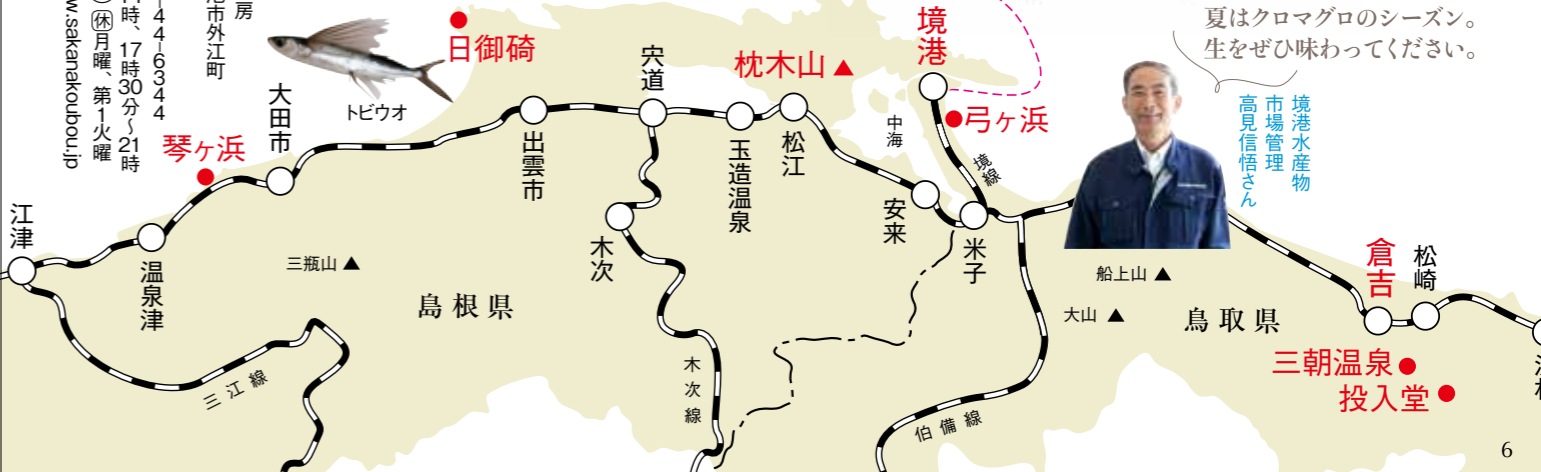 夏はクロマグロのシーズン。
生をぜひ味わってください。
境港水産物
市場管理
高見信悟さん
房
港市外江町
44-6344
時、17時30分〜21時
㊡月曜、第1火曜
w.sakanakoubou.jp
トビウオ
日御碕
宍道
枕木山▲
境港
弓ヶ浜
中海
境線
大田市
琴ヶ浜
出雲市
玉造温泉
松江
安来
米子
江津
温泉津
三瓶山▲
木次
島根県
船上山▲
大山▲
鳥取県
倉吉
松崎
三朝温泉
投入堂
三江線
木次線
伯備線
6